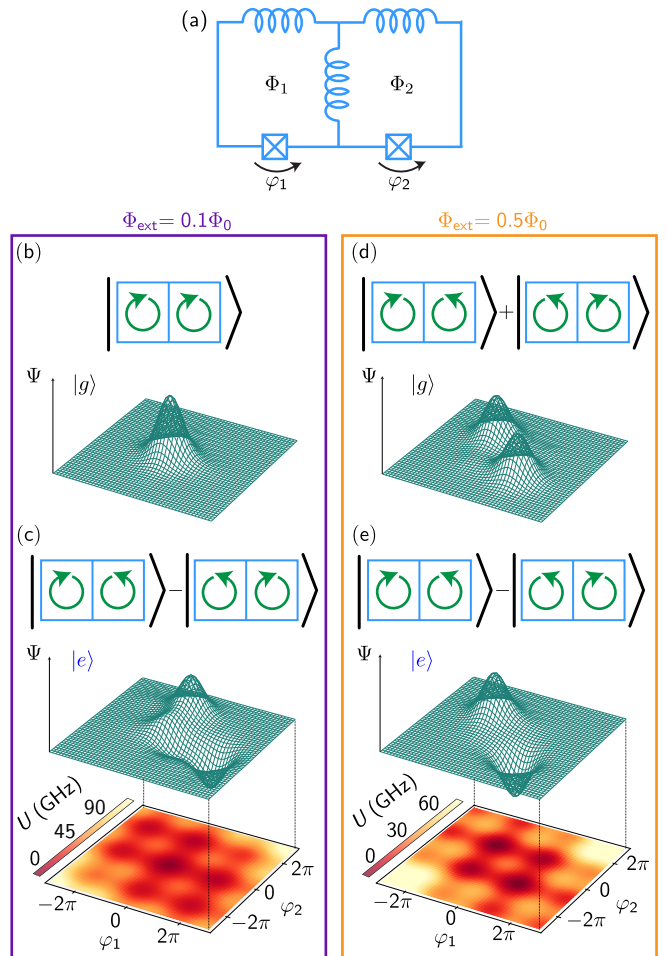 (a)
Φ₁ Φ₂
φ₁ φ₂
Φext= 0.1Φ₀
(b)
Ψ |g⟩
(c)
| ⟩−| ⟩
Ψ |e⟩
U (GHz)
90
45
0
−2π 0 2π
φ₁
−2π 0 2π
φ₂
Φext= 0.5Φ₀
(d)
| ⟩+| ⟩
Ψ |g⟩
(e)
| ⟩−| ⟩
Ψ |e⟩
U (GHz)
60
30
0
−2π 0 2π
φ₁
−2π 0 2π
φ₂